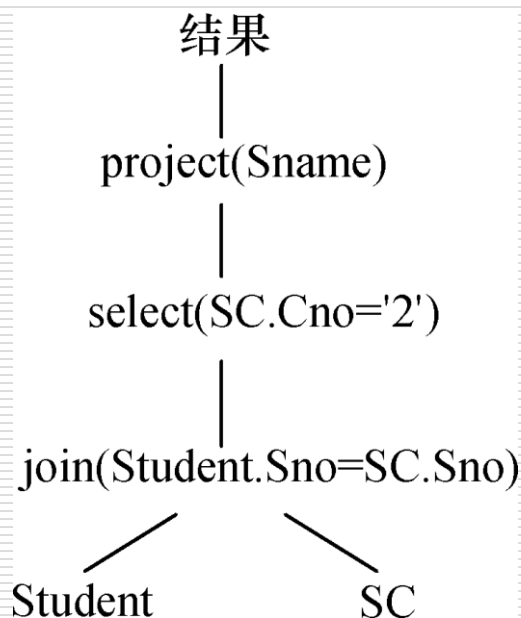 结果
project(Sname)
select(SC.Cno='2')
join(Student.Sno=SC.Sno)
Student SC